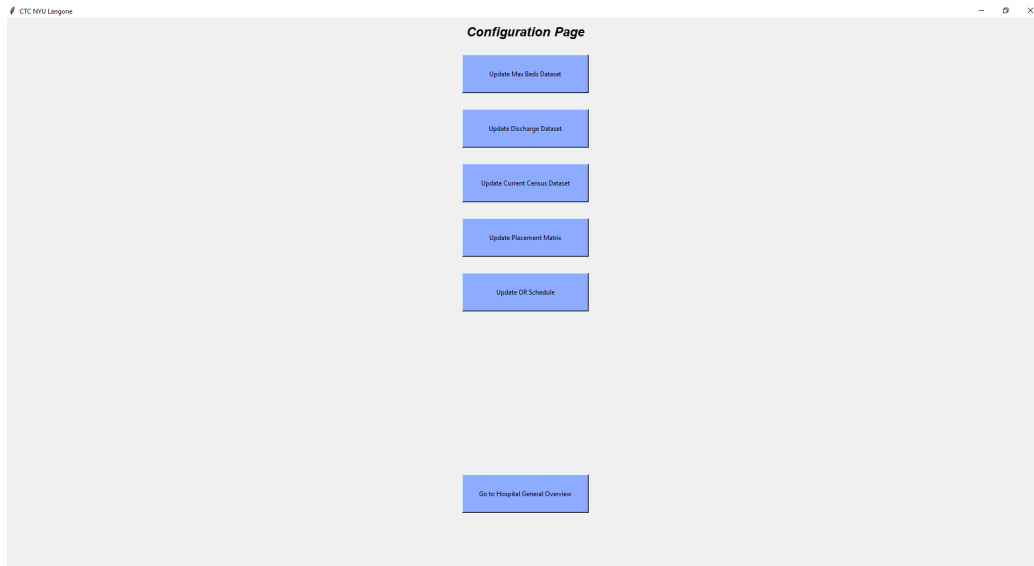 CTC NYU Langone
Configuration Page
Update Max Beds Dataset
Update Discharge Dataset
Update Current Census Dataset
Update Placement Matrix
Update OR Schedule
Go to Hospital General Overview